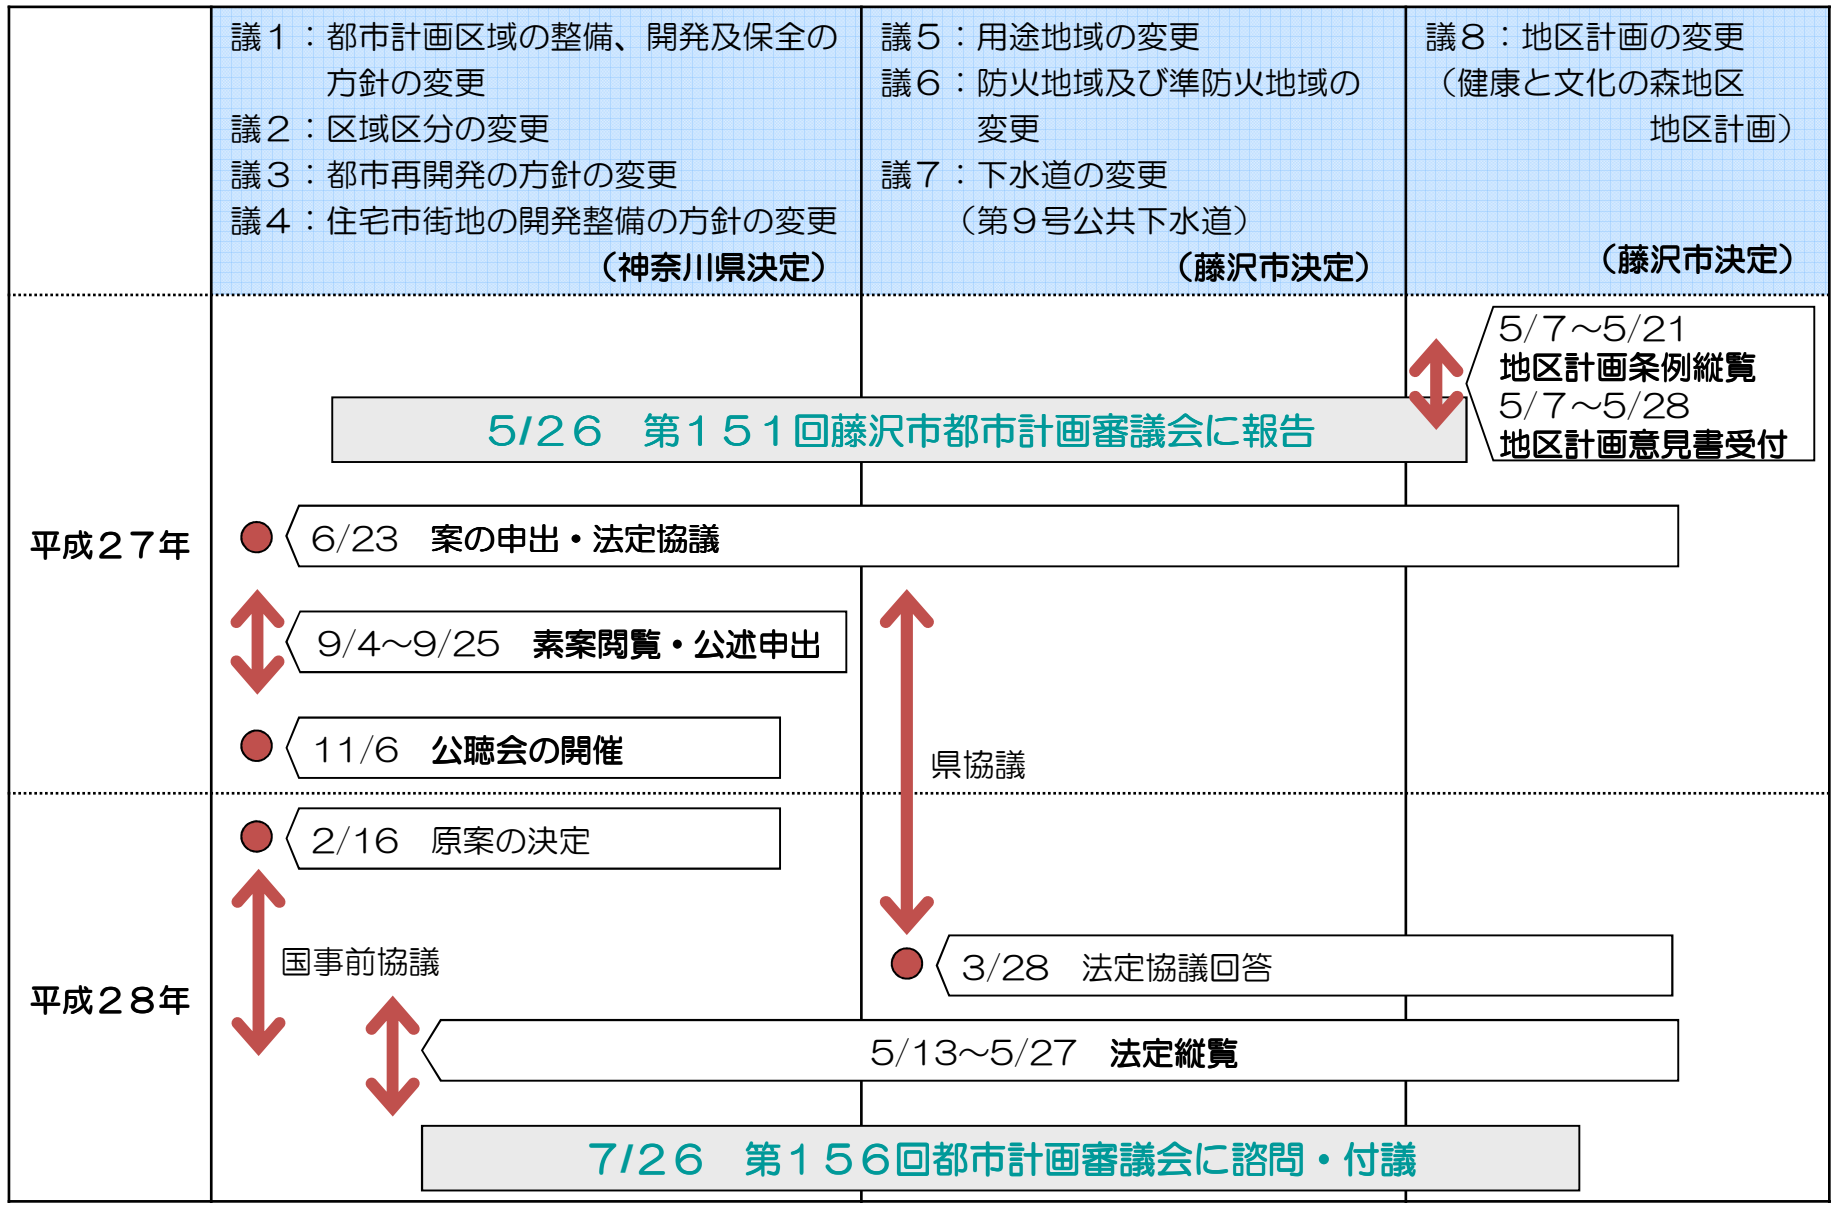 議１：都市計画区域の整備、開発及保全の
方針の変更
議２：区域区分の変更
議３：都市再開発の方針の変更
議４：住宅市街地の開発整備の方針の変更
（神奈川県決定）
議５：用途地域の変更
議６：防火地域及び準防火地域の
変更
議７：下水道の変更
（第９号公共下水道）
（藤沢市決定）
議８：地区計画の変更
（健康と文化の森地区
地区計画）
（藤沢市決定）
平成２７年
5/7～5/21
地区計画条例縦覧
5/7～5/28
地区計画意見書受付
5/26　第１５１回藤沢市都市計画審議会に報告
6/23　案の申出・法定協議
9/4～9/25　素案閲覧・公述申出
11/6　公聴会の開催
県協議
平成２８年
2/16　原案の決定
国事前協議
3/28　法定協議回答
5/13～5/27　法定縦覧
7/26　第１５６回都市計画審議会に諮問・付議